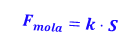 F_mola = k · S